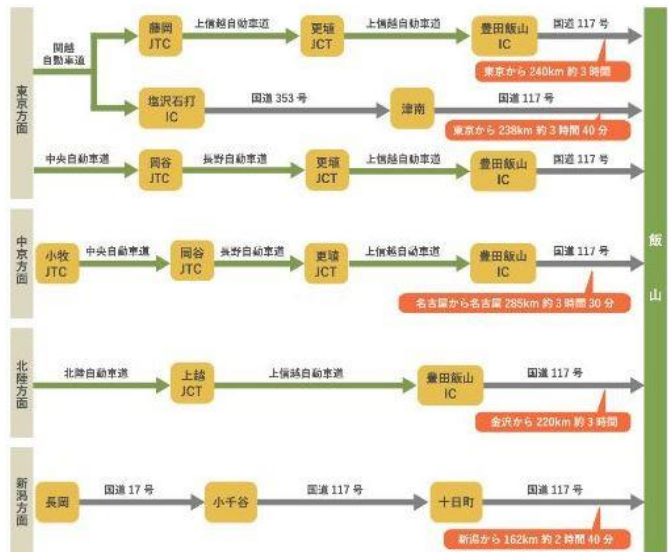 東京方面
関越
自動車道
藤岡
JTC
上信越自動車道
更埴
JCT
上信越自動車道
豊田飯山
IC
国道 117 号
東京から 240km 約 3 時間
塩沢石打
IC
国道 353 号
津南
国道 117 号
東京から 238km 約 3 時間 40 分
中央自動車道
岡谷
JTC
長野自動車道
更埴
JCT
上信越自動車道
豊田飯山
IC
国道 117 号
中京方面
小牧
JTC
中央自動車道
岡谷
JTC
長野自動車道
更埴
JCT
上信越自動車道
豊田飯山
IC
国道 117 号
名古屋から名古屋 285km 約 3 時間 30 分
北陸方面
北陸自動車道
上越
JCT
上信越自動車道
豊田飯山
IC
国道 117 号
金沢から 220km 約 3 時間
新潟方面
長岡
国道 17 号
小千谷
国道 117 号
十日町
国道 117 号
新潟から 162km 約 2 時間 40 分
飯山